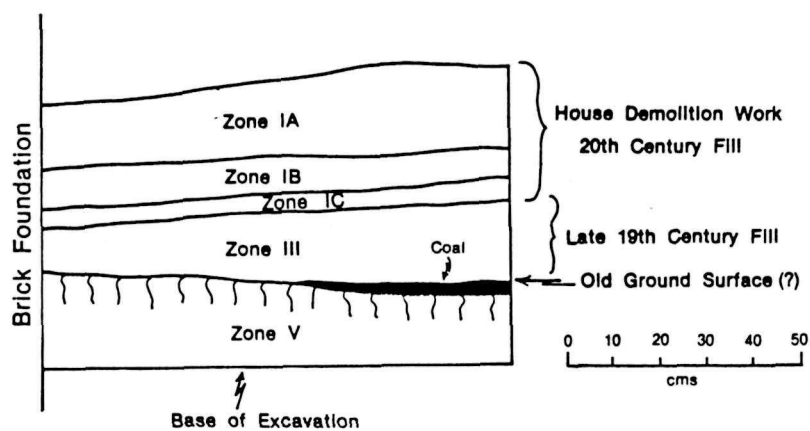 Brick Foundation
Zone IA
Zone IB
Zone IC
Zone III
Coal
Zone V
Base of Excavation
House Demolition Work
20th Century Fill
Late 19th Century Fill
Old Ground Surface (?)
0 10 20 30 40 50
cms